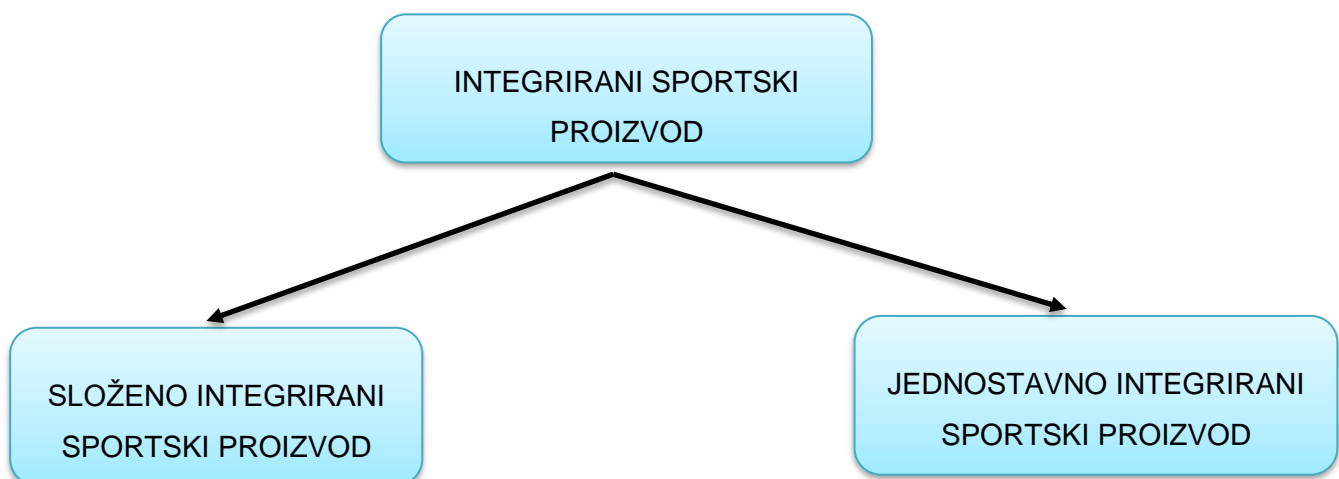 INTEGRIRANI SPORTSKI
PROIZVOD
SLOŽENO INTEGRIRANI
SPORTSKI PROIZVOD
JEDNOSTAVNO INTEGRIRANI
SPORTSKI PROIZVOD